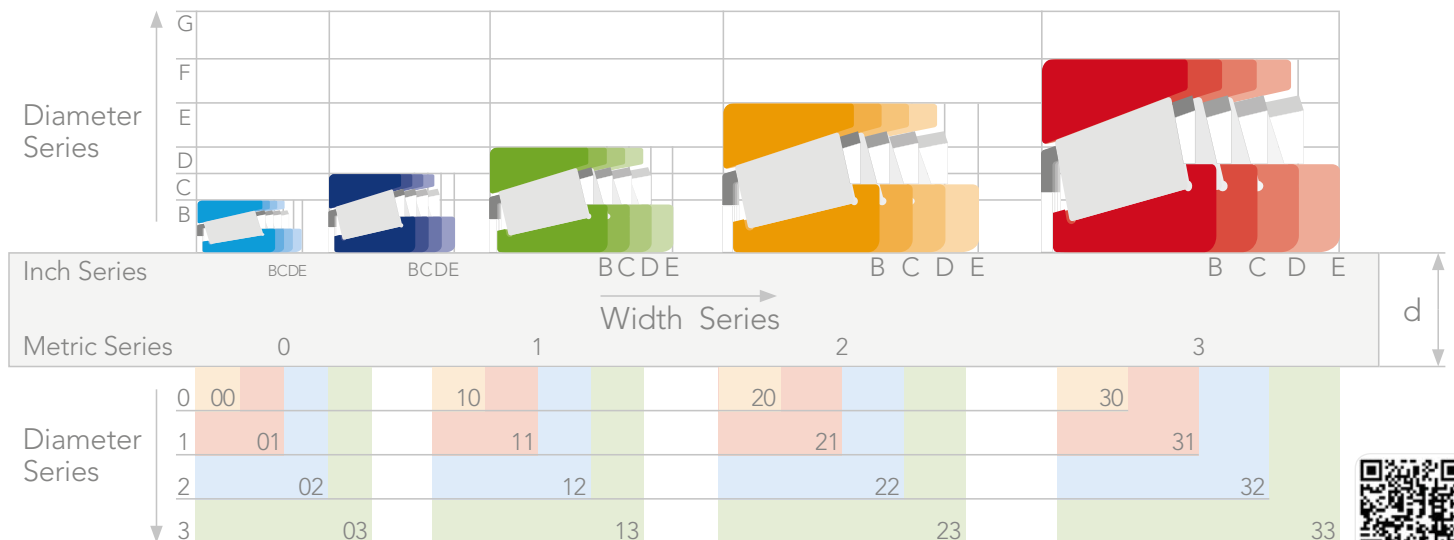 G
F
Diameter
Series
E
D
C
B
Inch Series
BCDE
BCDE
B C D E
B C D E
B C D E
Width Series
d
Metric Series
0
1
2
3
0
00
10
20
30
Diameter
Series
1
01
11
21
31
2
02
12
22
32
3
03
13
23
33